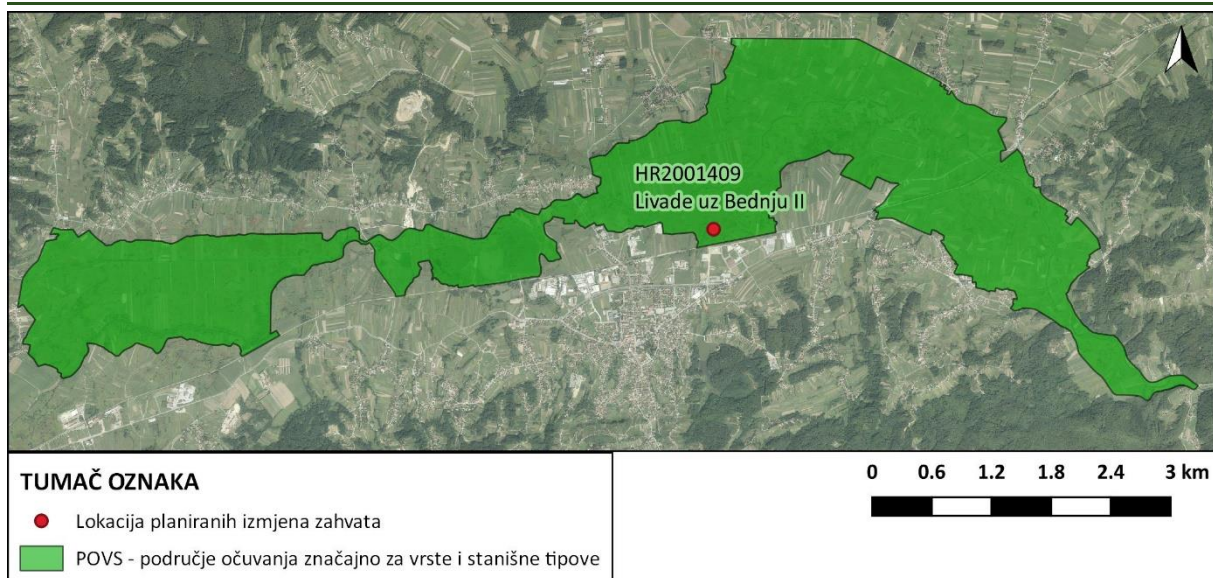 HR2001409
Livade uz Bednju II
TUMAČ OZNAKA
Lokacija planiranih izmjena zahvata
POVS - područje očuvanja značajno za vrste i stanišne tipove
0 0.6 1.2 1.8 2.4 3 km